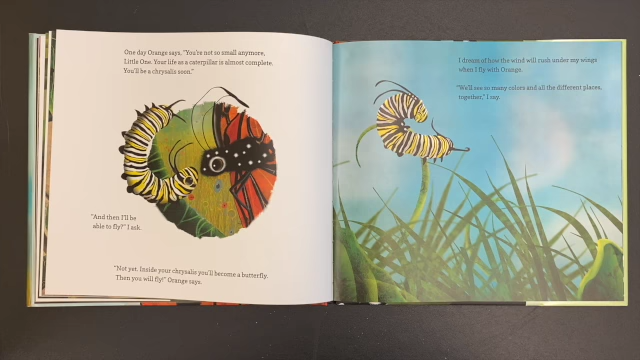 One day Orange says, "You're not so small anymore,
Little One. Your life as a caterpillar is almost complete.
You'll be a chrysalis soon."
"And then I'll be
able to fly?" I ask.
"Not yet. Inside your chrysalis you'll become a butterfly.
Then you will fly!" Orange says.
I dream of how the wind will rush under my wings
when I fly with Orange.
"We'll see so many colors and all the different places,
together," I say.